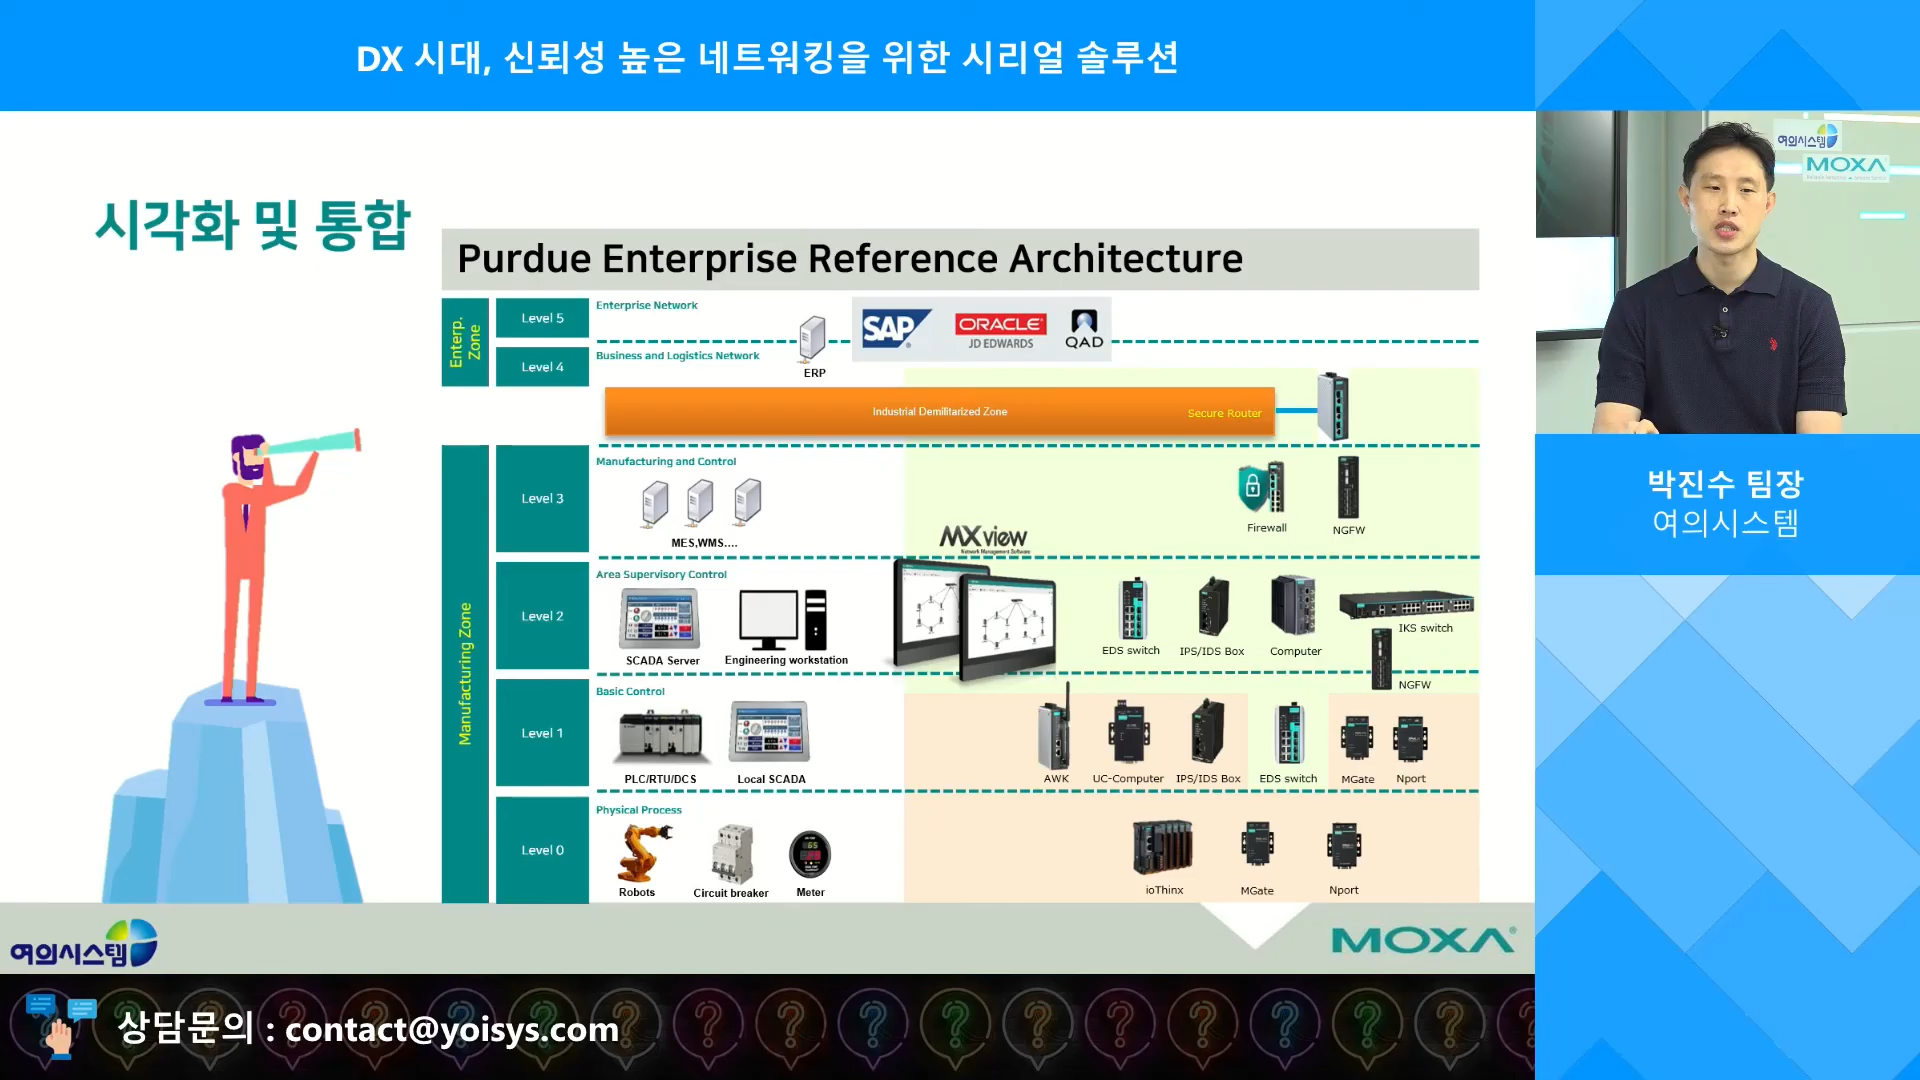 DX 시대, 신뢰성 높은 네트워킹을 위한 시리얼 솔루션
여의시스템
MOXA
박진수 팀장
여의시스템
시각화 및 통합
Purdue Enterprise Reference Architecture
Enterp. Zone
Level 5
Enterprise Network
SAP
ORACLE
JD EDWARDS
QAD
Level 4
Business and Logistics Network
ERP
Industrial Demilitarized Zone
Secure Router
Manufacturing Zone
Level 3
Manufacturing and Control
MES,WMS....
MXview
Network Management Software
Firewall
NGFW
Level 2
Area Supervisory Control
SCADA Server
Engineering workstation
EDS switch
IPS/IDS Box
Computer
IKS switch
NGFW
Level 1
Basic Control
PLC/RTU/DCS
Local SCADA
AWK
UC-Computer
IPS/IDS Box
EDS switch
MGate
Nport
Level 0
Physical Process
Robots
Circuit breaker
Meter
ioThinx
MGate
Nport
여의시스템
MOXA®
상담문의 : contact@yoisys.com